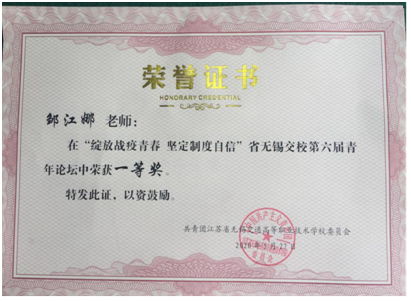 荣誉证书
HONORARY CREDENTIAL
邹江娜 老师：
在“绽放战疫青春 坚定制度自信”省无锡交校第六届青
年论坛中荣获一等奖。
特发此证，以资鼓励。
共青团江苏省无锡交通高等职业技术学校委员会